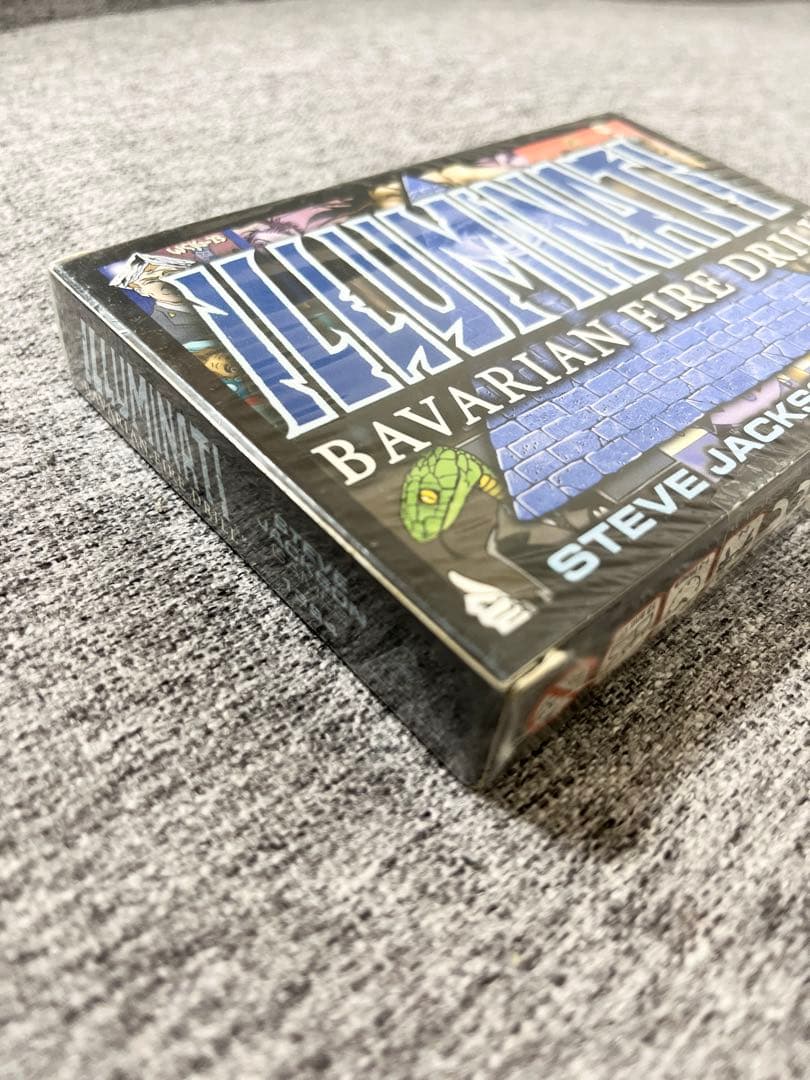 ILLUMINATI
BAVARIAN FIRE DRI
STEVE JACKS
ILLUMINATI
STEVE
JACKSON